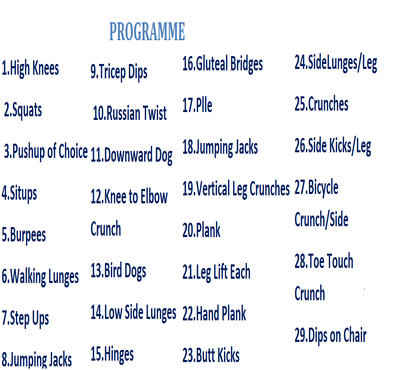 PROGRAMME
1.High Knees
2.Squats
3.Pushup of Choice
4.Situps
5.Burpees
6.Walking Lunges
7.Step Ups
8.Jumping Jacks
9.Tricep Dips
10.Russian Twist
11.Downward Dog
12.Knee to Elbow
Crunch
13.Bird Dogs
14.Low Side Lunges
15.Hinges
16.Gluteal Bridges
17.Plle
18.Jumping Jacks
19.Vertical Leg Crunches
20.Plank
21.Leg Lift Each
22.Hand Plank
23.Butt Kicks
24.SideLunges/Leg
25.Crunches
26.Side Kicks/Leg
27.Bicycle
Crunch/Side
28.Toe Touch
Crunch
29.Dips on Chair